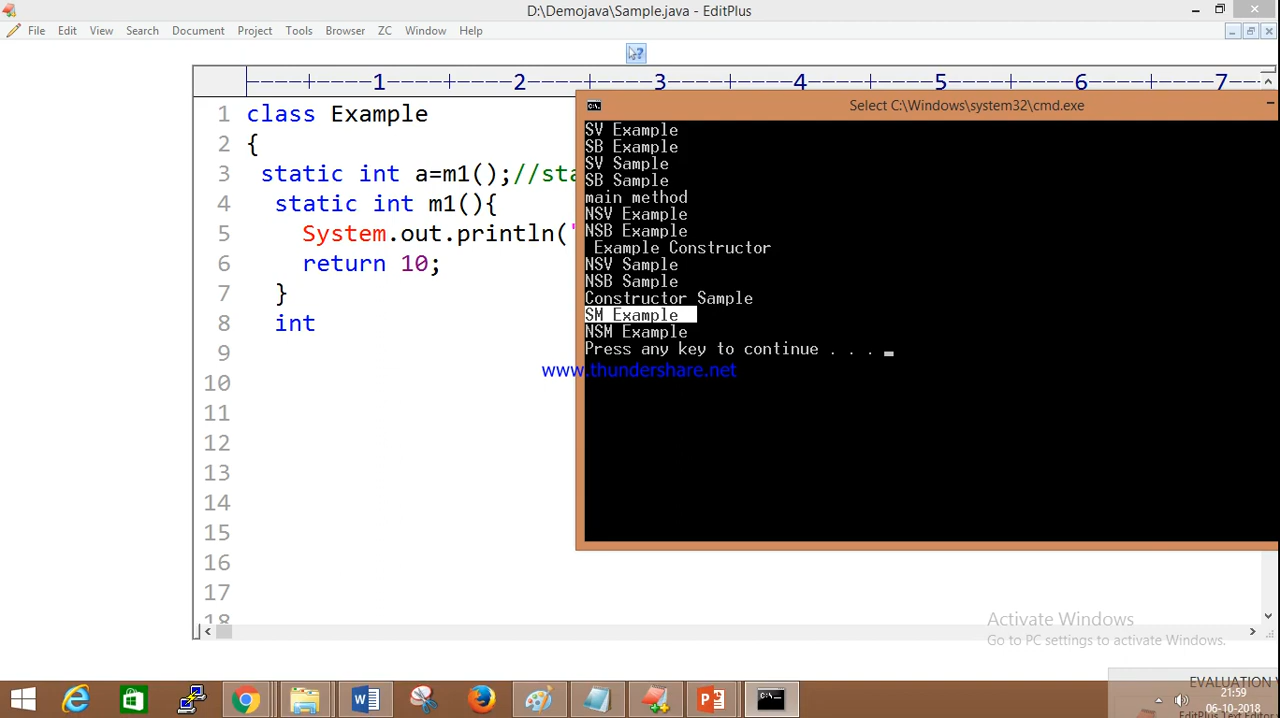 D:\Demojava\Sample.java - EditPlus
File Edit View Search Document Project Tools Browser ZC Window Help
1 2 3 4 5 6 7
1 class Example
2 {
3 static int a=m1();//sta
4 static int m1(){
5 System.out.println("
6 return 10;
7 }
8 int
9
10
11
12
13
14
15
16
17
18
Select C:\Windows\system32\cmd.exe
SV Example
SB Example
SV Sample
SB Sample
main method
NSV Example
NSB Example
Example Constructor
NSV Sample
NSB Sample
Constructor Sample
SM Example
NSM Example
Press any key to continue . . .
www.thundershare.net
Activate Windows
Go to PC settings to activate Windows.
EVALUATION
21:59
06-10-2018